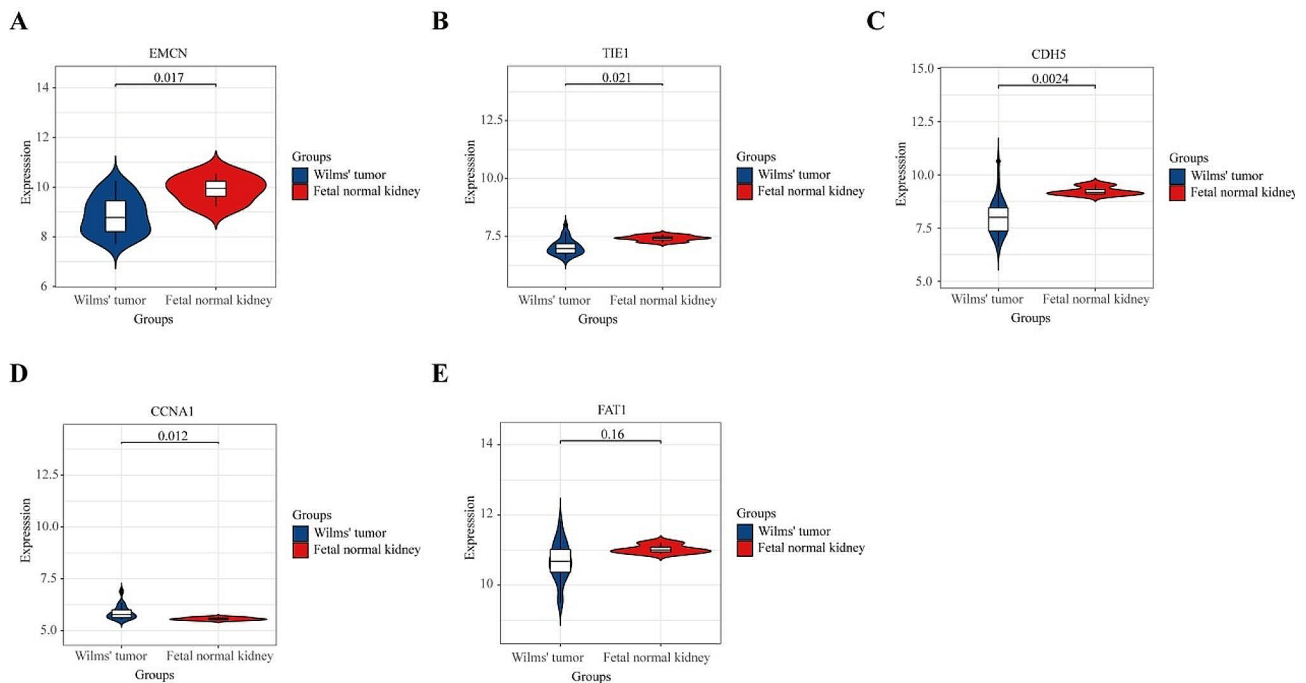 A
EMCN
0.017
14
12
10
8
6
Expresssion
Wilms' tumor
Fetal normal kidney
Groups
Groups
Wilms' tumor
Fetal normal kidney
B
TIE1
0.021
12.5
10.0
7.5
Expresssion
Wilms' tumor
Fetal normal kidney
Groups
Groups
Wilms' tumor
Fetal normal kidney
C
CDH5
0.0024
15.0
12.5
10.0
7.5
5.0
Expresssion
Wilms' tumor
Fetal normal kidney
Groups
Groups
Wilms' tumor
Fetal normal kidney
D
CCNA1
0.012
12.5
10.0
7.5
5.0
Expresssion
Wilms' tumor
Fetal normal kidney
Groups
Groups
Wilms' tumor
Fetal normal kidney
E
FAT1
0.16
14
12
10
Expresssion
Wilms' tumor
Fetal normal kidney
Groups
Groups
Wilms' tumor
Fetal normal kidney